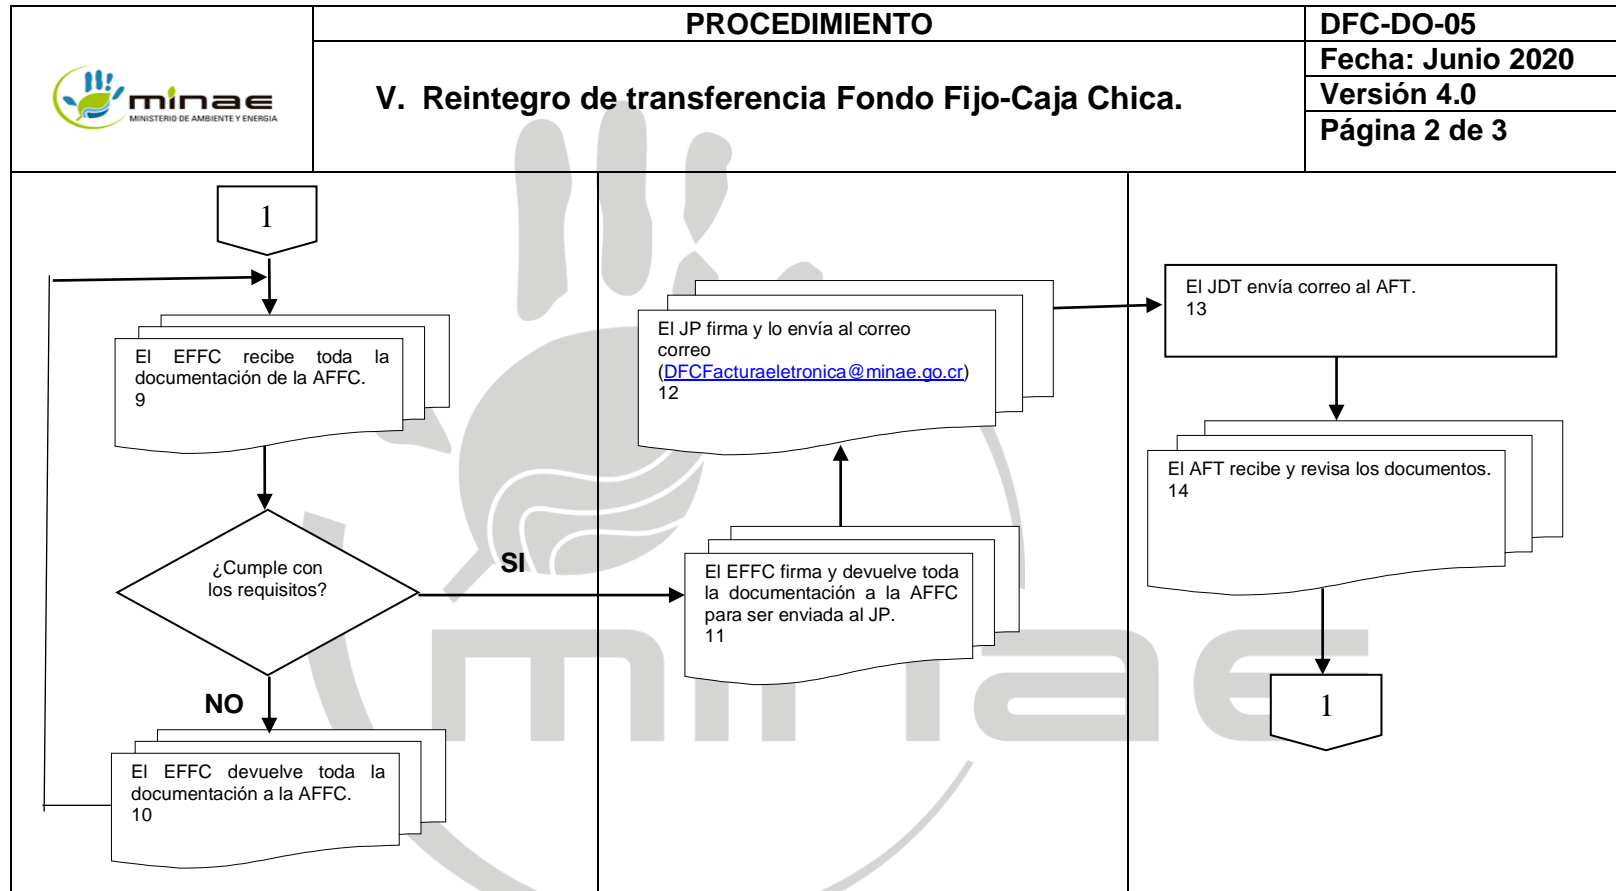 PROCEDIMIENTO
DFC-DO-05
Fecha: Junio 2020
Versión 4.0
Página 2 de 3
minae
MINISTERIO DE AMBIENTE Y ENERGIA
V. Reintegro de transferencia Fondo Fijo-Caja Chica.
1
El EFFC recibe toda la
documentación de la AFFC.
9
¿Cumple con
los requisitos?
SI
NO
El EFFC devuelve toda la
documentación a la AFFC.
10
El JP firma y lo envía al correo
correo
(DFCFacturaeletronica@minae.go.cr)
12
El EFFC firma y devuelve toda
la documentación a la AFFC
para ser enviada al JP.
11
El JDT envía correo al AFT.
13
El AFT recibe y revisa los documentos.
14
1
minae